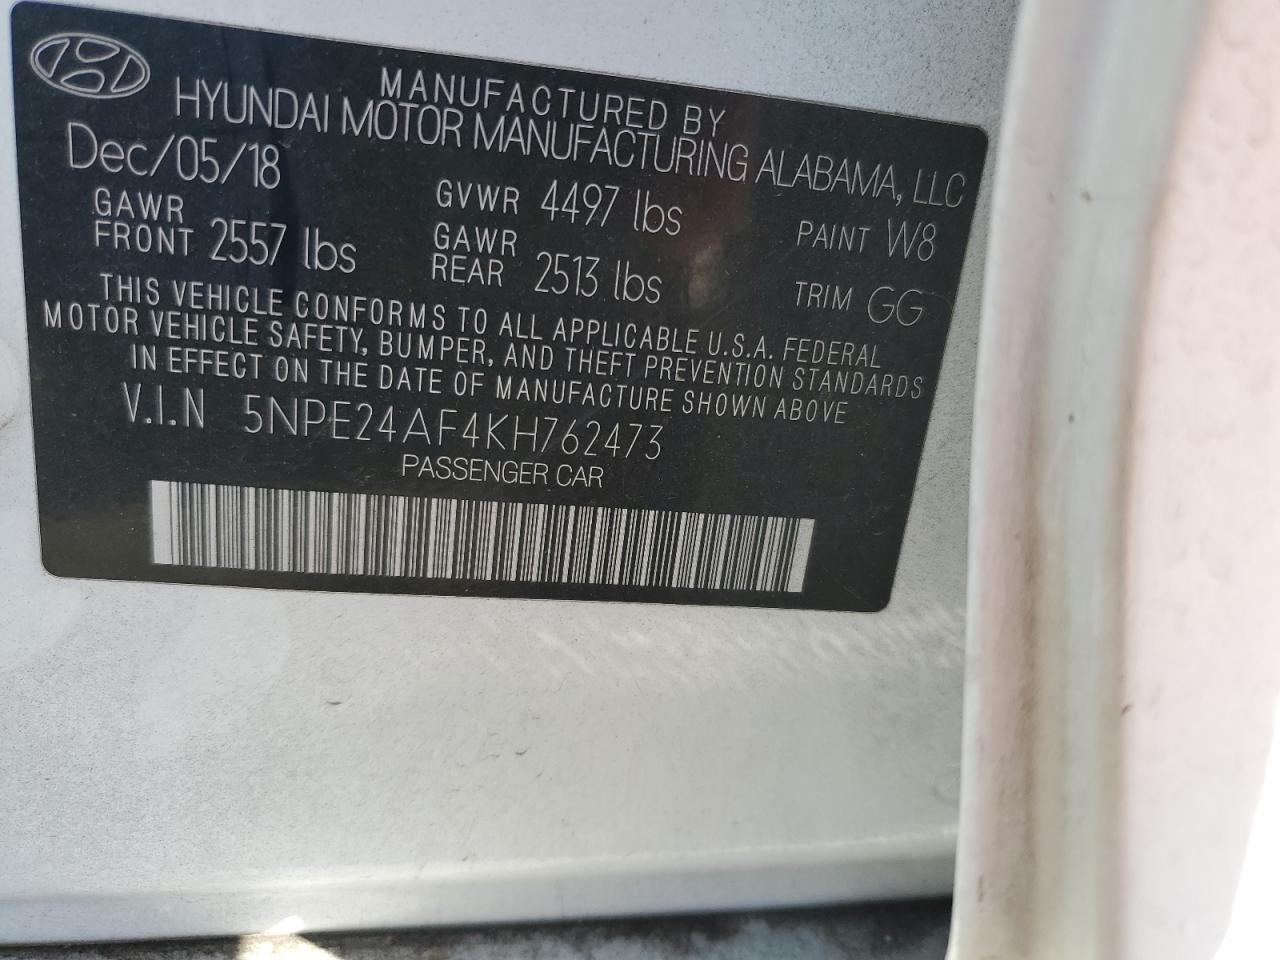 MANUFACTURED BY
HYUNDAI MOTOR MANUFACTURING ALABAMA, LLC
Dec/05/18
GVWR 4497 lbs
PAINT W8
GAWR FRONT 2557 lbs
GAWR REAR 2513 lbs
TRIM GG
THIS VEHICLE CONFORMS TO ALL APPLICABLE U.S.A. FEDERAL
MOTOR VEHICLE SAFETY, BUMPER, AND THEFT PREVENTION STANDARDS
IN EFFECT ON THE DATE OF MANUFACTURE SHOWN ABOVE
V.I.N 5NPE24AF4KH762473
PASSENGER CAR